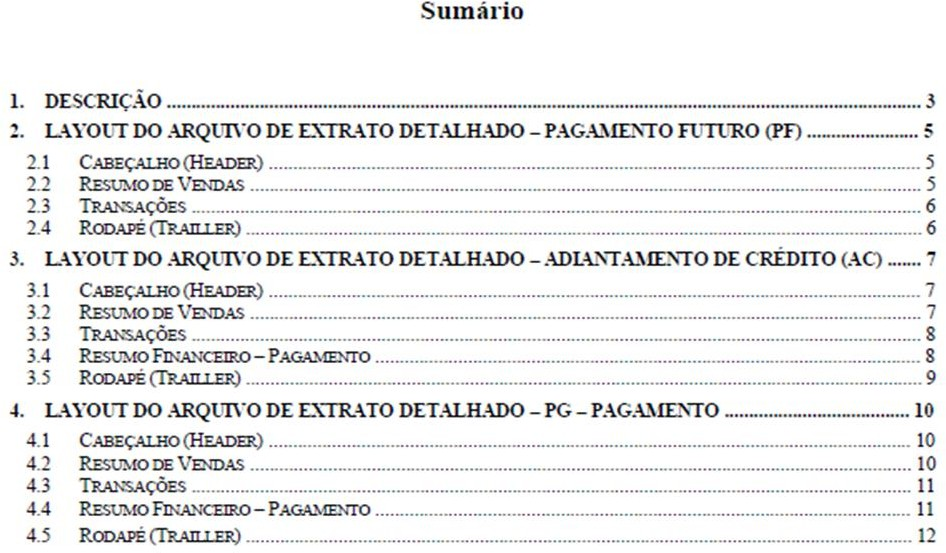 Sumário
1. DESCRIÇÃO ........ 3
2. LAYOUT DO ARQUIVO DE EXTRATO DETALHADO – PAGAMENTO FUTURO (PF) ........ 5
2.1 CABEÇALHO (HEADER) ........ 5
2.2 RESUMO DE VENDAS ........ 5
2.3 TRANSAÇÕES ........ 6
2.4 RODAPÉ (TRAILLER) ........ 6
3. LAYOUT DO ARQUIVO DE EXTRATO DETALHADO – ADIANTAMENTO DE CRÉDITO (AC) ....... 7
3.1 CABEÇALHO (HEADER) ........ 7
3.2 RESUMO DE VENDAS ........ 7
3.3 TRANSAÇÕES ........ 8
3.4 RESUMO FINANCEIRO – PAGAMENTO ........ 8
3.5 RODAPÉ (TRAILLER) ........ 9
4. LAYOUT DO ARQUIVO DE EXTRATO DETALHADO – PG – PAGAMENTO ........ 10
4.1 CABEÇALHO (HEADER) ........ 10
4.2 RESUMO DE VENDAS ........ 10
4.3 TRANSAÇÕES ........ 11
4.4 RESUMO FINANCEIRO – PAGAMENTO ........ 11
4.5 RODAPÉ (TRAILLER) ........ 12